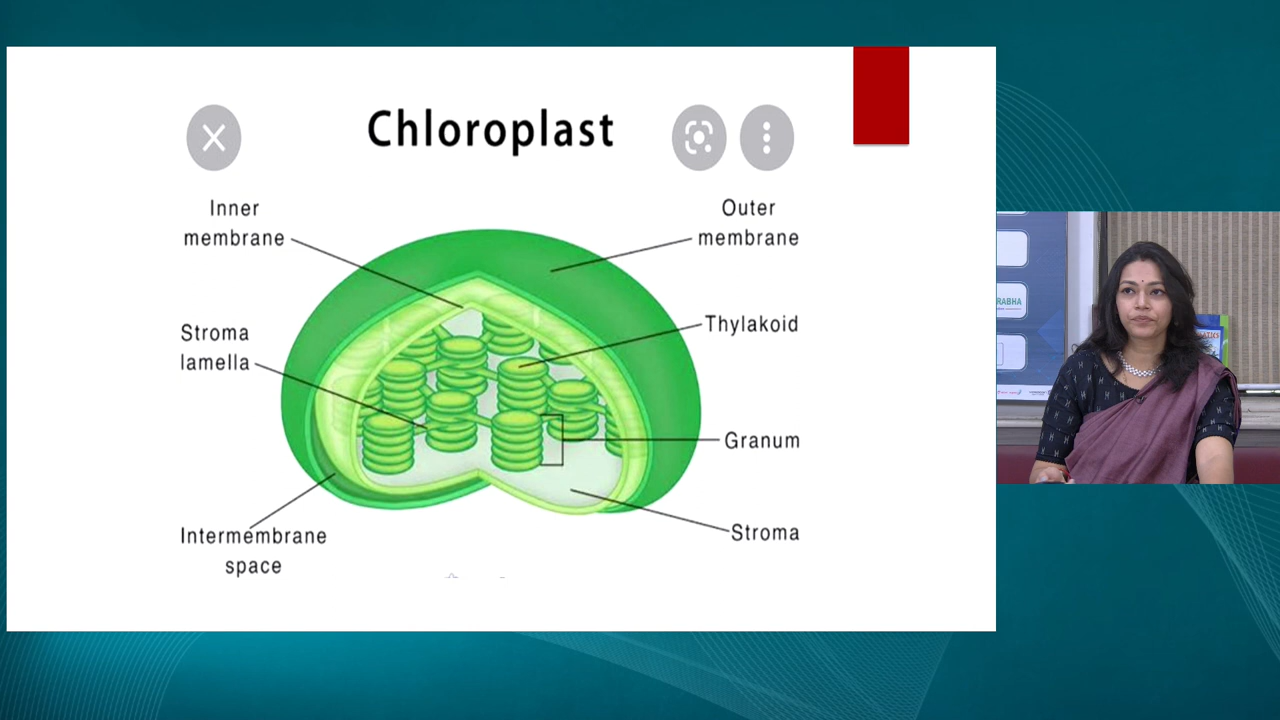 Chloroplast
Inner
membrane
Outer
membrane
Stroma
lamella
Thylakoid
Granum
Intermembrane
space
Stroma
RABHA